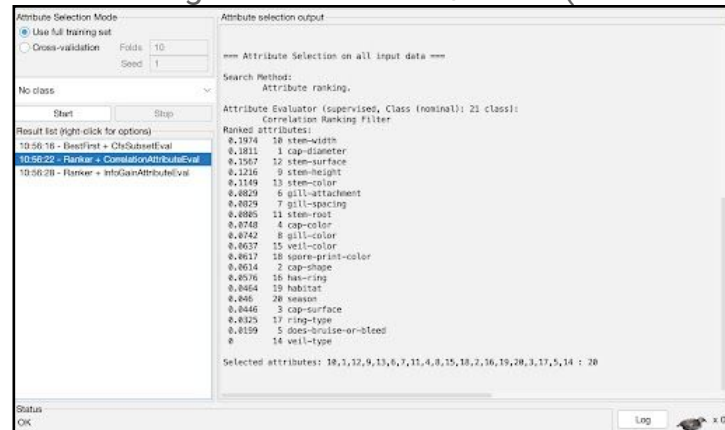 Attribute Selection Mode
Use full training set
Cross-validation Folds 10
Seed 1
No class
Start Stop
Result list (right-click for options)
10:56:16 - BestFirst + CfsSubsetEval
10:56:22 - Ranker + CorrelationAttributeEval
10:56:28 - Ranker + InfoGainAttributeEval
Attribute selection output
=== Attribute Selection on all input data ===
Search Method:
Attribute ranking.
Attribute Evaluator (supervised, Class (nominal): 21 class):
Correlation Ranking Filter
Ranked attributes:
0.1974 10 stem-width
0.1811 1 cap-diameter
0.1567 12 stem-surface
0.1216 9 stem-height
0.1149 13 stem-color
0.0829 6 gill-attachment
0.0829 7 gill-spacing
0.0805 11 stem-root
0.0748 4 cap-color
0.0742 8 gill-color
0.0637 15 veil-color
0.0617 18 spore-print-color
0.0614 2 cap-shape
0.0576 16 has-ring
0.0464 19 habitat
0.046 20 season
0.0446 3 cap-surface
0.0325 17 ring-type
0.0199 5 does-bruise-or-bleed
0 14 veil-type
Selected attributes: 10,1,12,9,13,6,7,11,4,8,15,18,2,16,19,20,3,17,5,14 : 20
Status
OK
Log
x 0